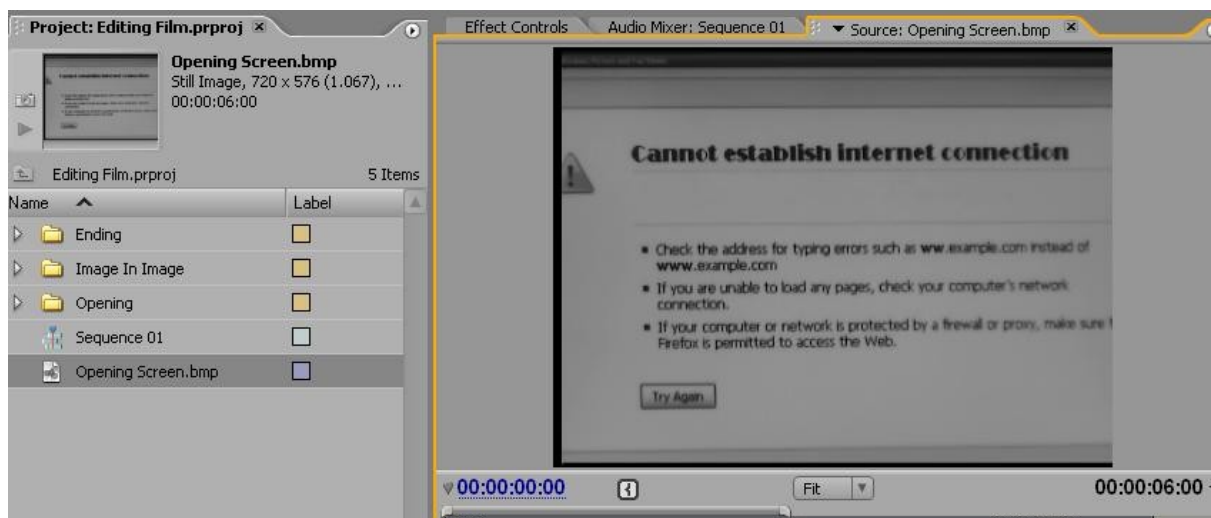 Project: Editing Film.prproj
Opening Screen.bmp
Still Image, 720 x 576 (1.067), ...
00:00:06:00
Editing Film.prproj 5 Items
Name Label
Ending
Image In Image
Opening
Sequence 01
Opening Screen.bmp
Effect Controls Audio Mixer: Sequence 01 Source: Opening Screen.bmp
Cannot establish internet connection
Check the address for typing errors such as ww.example.com instead of
www.example.com
If you are unable to load any pages, check your computer's network
connection.
If your computer or network is protected by a firewall or proxy, make sure
Firefox is permitted to access the Web.
Try Again
00:00:00:00 Fit 00:00:06:00